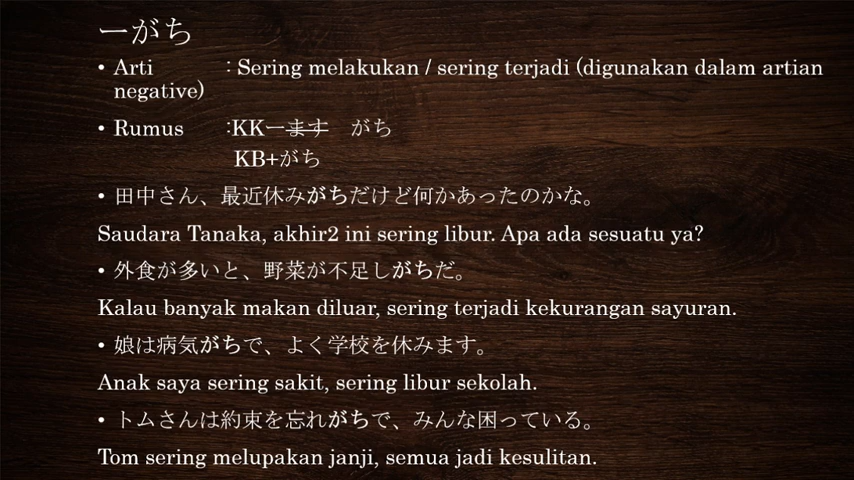 ーがち
• Arti : Sering melakukan / sering terjadi (digunakan dalam artian
negative)
• Rumus :KKーます がち
KB+がち
• 田中さん、最近休みがちだけど何かあったのかな。
Saudara Tanaka, akhir2 ini sering libur. Apa ada sesuatu ya?
• 外食が多いと、野菜が不足しがちだ。
Kalau banyak makan diluar, sering terjadi kekurangan sayuran.
• 娘は病気がちで、よく学校を休みます。
Anak saya sering sakit, sering libur sekolah.
• トムさんは約束を忘れがちで、みんな困っている。
Tom sering melupakan janji, semua jadi kesulitan.